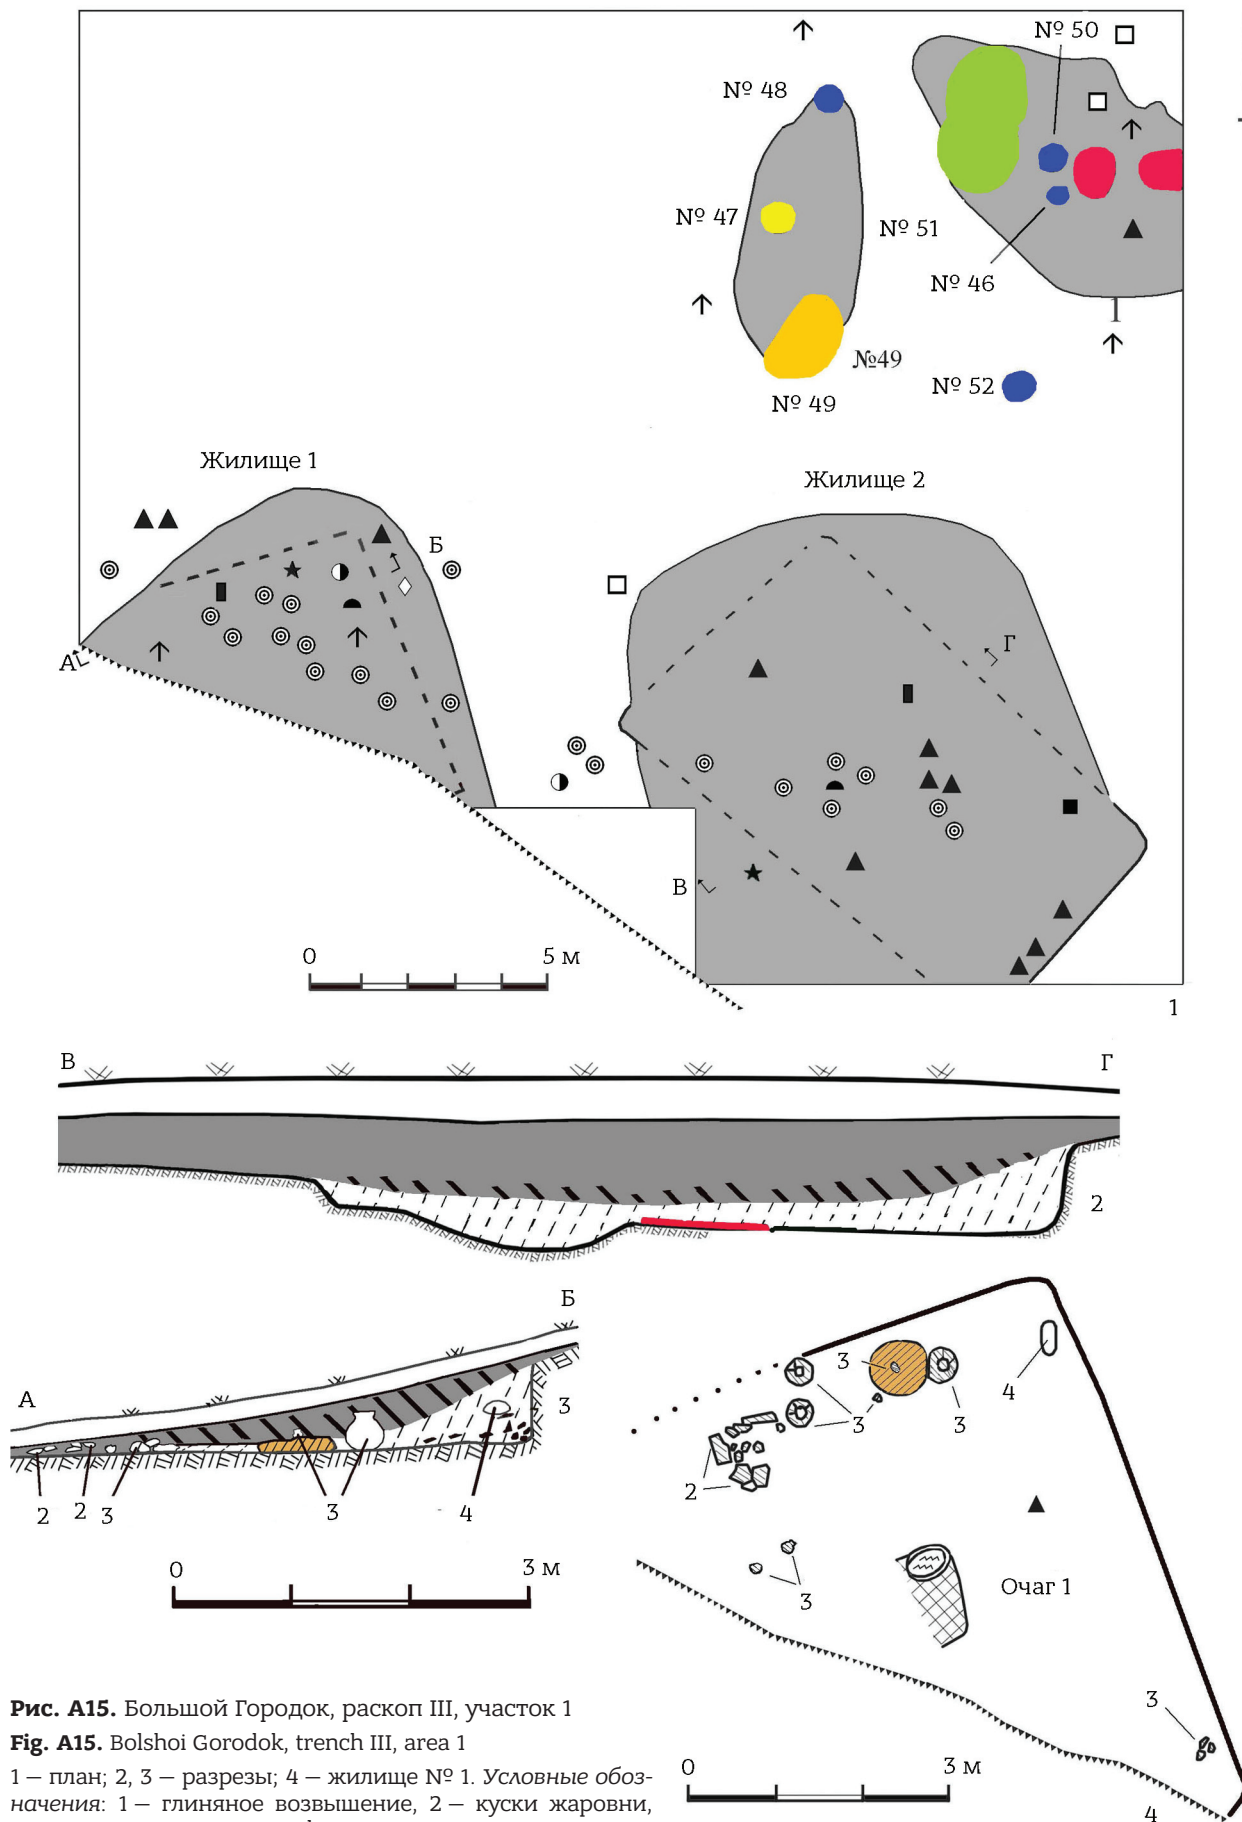 № 50
№ 48
№ 47
№ 51
№ 46
1
№49
№ 52
№ 49
Жилище 1
Жилище 2
Б
А
Г
В
0 5 м
1
В Г
2
Б
А
3
2 2 3 3 4
0 3 м
3
3
3
4
2
3
Очаг 1
3
0 3 м
4
Рис. А15. Большой Городок, раскоп III, участок 1
Fig. A15. Bolshoi Gorodok, trench III, area 1
1 – план; 2, 3 – разрезы; 4 – жилище № 1. Условные обоз-
начения: 1 – глиняное возвышение, 2 – куски жаровни,